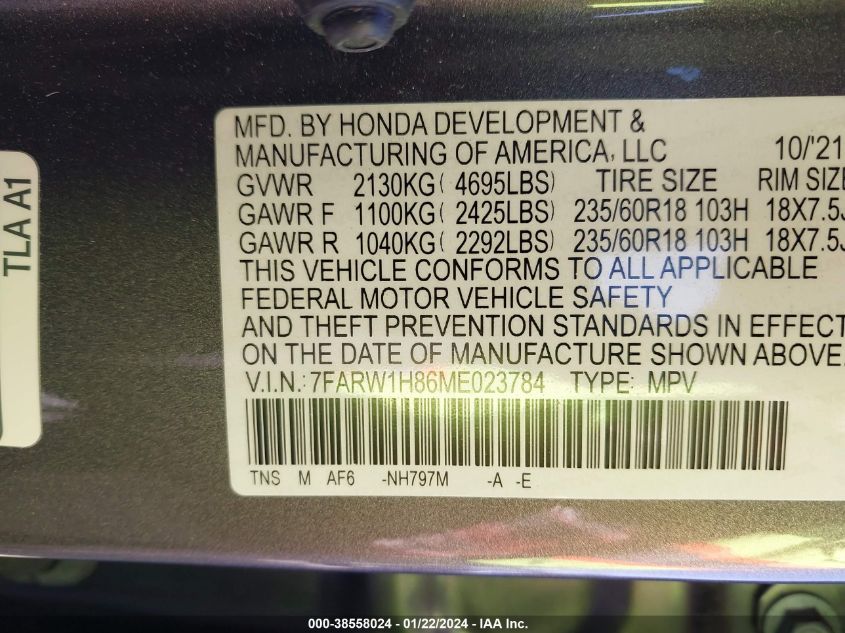 TLA A1
MFD. BY HONDA DEVELOPMENT &
MANUFACTURING OF AMERICA, LLC 10/'21
GVWR 2130KG( 4695LBS) TIRE SIZE RIM SIZE
GAWR F 1100KG( 2425LBS) 235/60R18 103H 18X7.5J
GAWR R 1040KG( 2292LBS) 235/60R18 103H 18X7.5J
THIS VEHICLE CONFORMS TO ALL APPLICABLE
FEDERAL MOTOR VEHICLE SAFETY
AND THEFT PREVENTION STANDARDS IN EFFECT
ON THE DATE OF MANUFACTURE SHOWN ABOVE.
V.I.N.: 7FARW1H86ME023784 TYPE: MPV
TNS M AF6 -NH797M -A -E
000-38558024 - 01/22/2024 - IAA Inc.